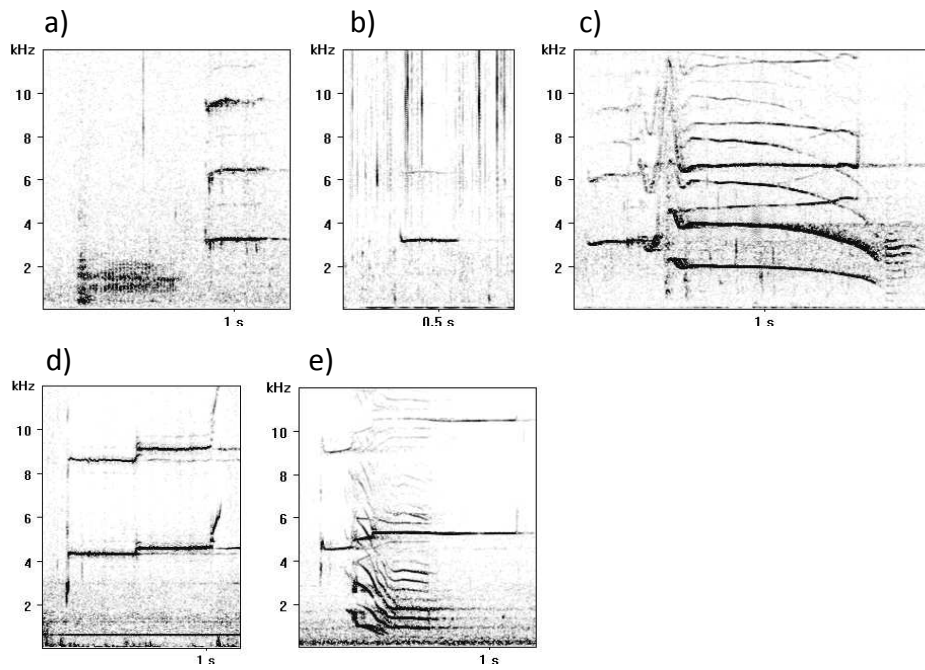 a) b) c)
kHz kHz kHz
10 10 10
8 8 8
6 6 6
4 4 4
2 2 2
1 s 0.5 s 1 s
d) e)
kHz kHz
10 10
8 8
6 6
4 4
2 2
1 s 1 s